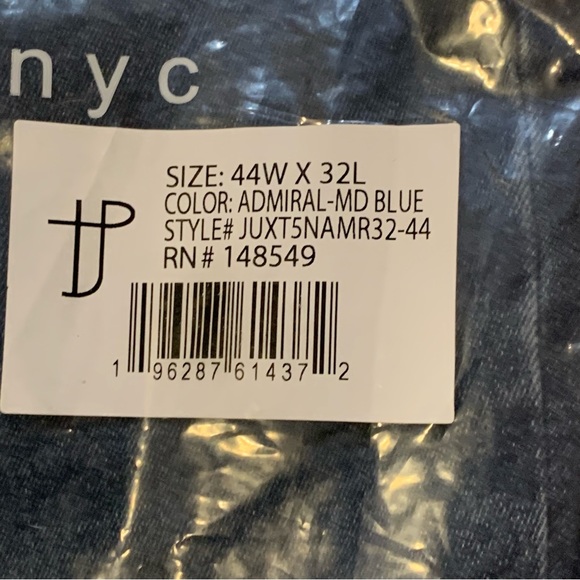 nyc
SIZE: 44W X 32L
COLOR: ADMIRAL-MD BLUE
STYLE# JUXT5NAMR32-44
RN# 148549
1 96287 61437 2